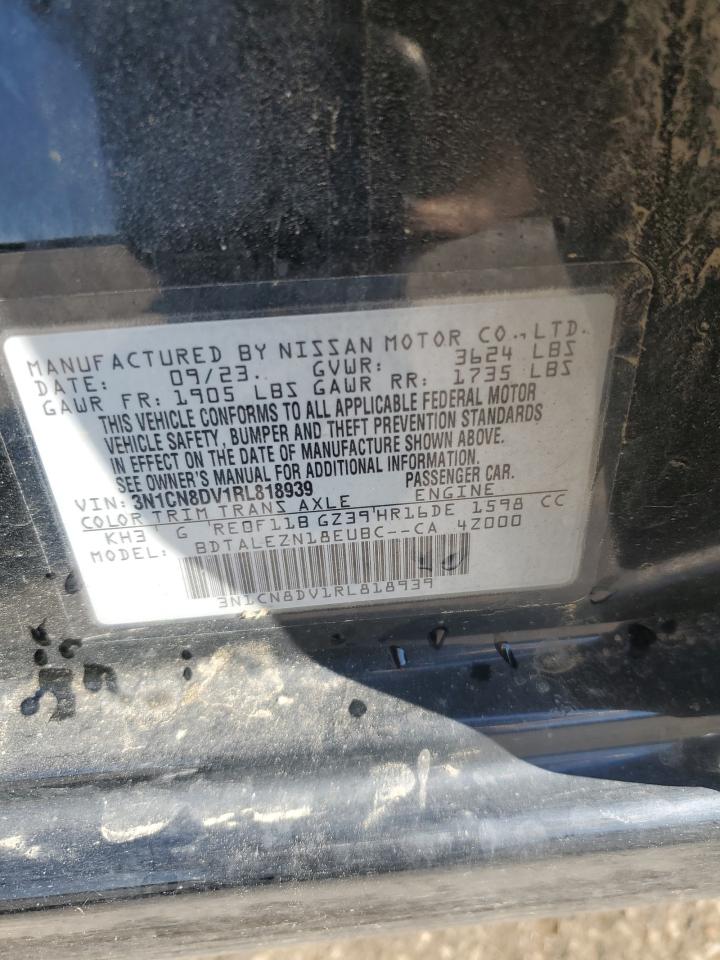 MANUFACTURED BY NISSAN MOTOR CO.,LTD.
DATE: 09/23. GVWR: 3624 LBS
GAWR FR: 1905 LBS GAWR RR: 1735 LBS
THIS VEHICLE CONFORMS TO ALL APPLICABLE FEDERAL MOTOR
VEHICLE SAFETY, BUMPER AND THEFT PREVENTION STANDARDS
IN EFFECT ON THE DATE OF MANUFACTURE SHOWN ABOVE.
SEE OWNER'S MANUAL FOR ADDITIONAL INFORMATION
VIN: 3N1CN8DV1RL818939 PASSENGER CAR.
COLOR TRIM TRANS AXLE ENGINE
KH3 G RE0F11B GZ39 HR16DE 1598 CC
MODEL: BDTALEZN18EUBC--CA 4Z000
3N1CN8DV1RL818939